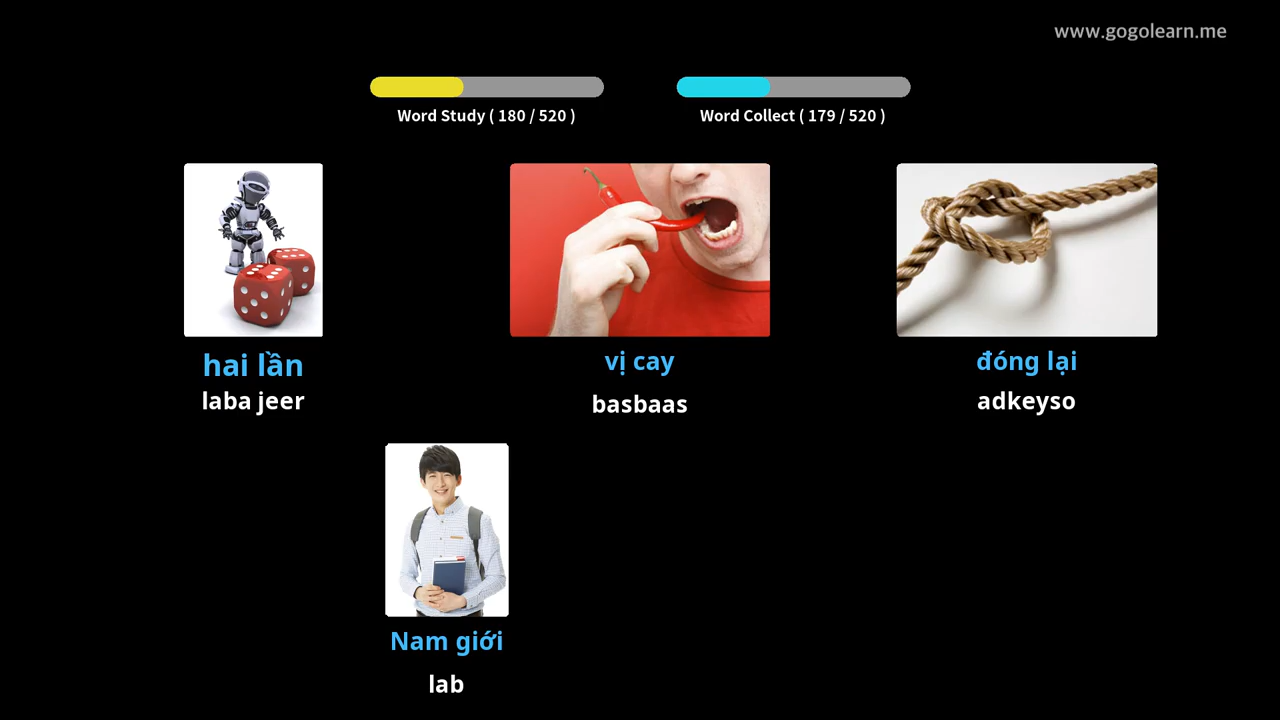 www.gogolearn.me
Word Study ( 180 / 520 )
Word Collect ( 179 / 520 )
hai lần
laba jeer
vị cay
basbaas
đóng lại
adkeyso
Nam giới
lab